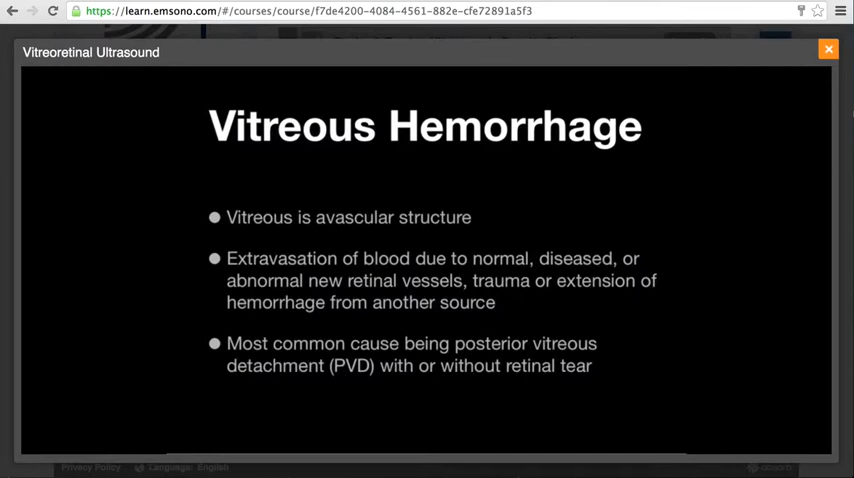 https://learn.emsono.com/#/courses/course/f7de4200-4084-4561-882e-cfe72891a5f3
Vitreoretinal Ultrasound
Vitreous Hemorrhage
● Vitreous is avascular structure
● Extravasation of blood due to normal, diseased, or
abnormal new retinal vessels, trauma or extension of
hemorrhage from another source
● Most common cause being posterior vitreous
detachment (PVD) with or without retinal tear
Privacy Policy Language: English